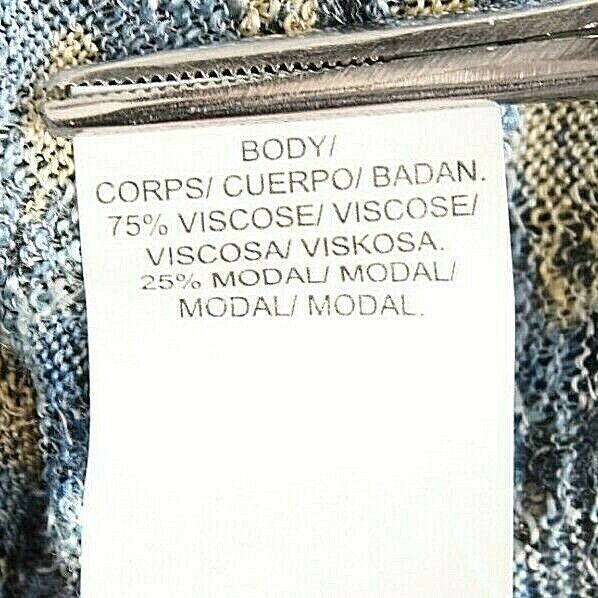 BODY/
CORPS/ CUERPO/ BADAN.
75% VISCOSE/ VISCOSE/
VISCOSA/ VISKOSA.
25% MODAL/ MODAL/
MODAL/ MODAL.